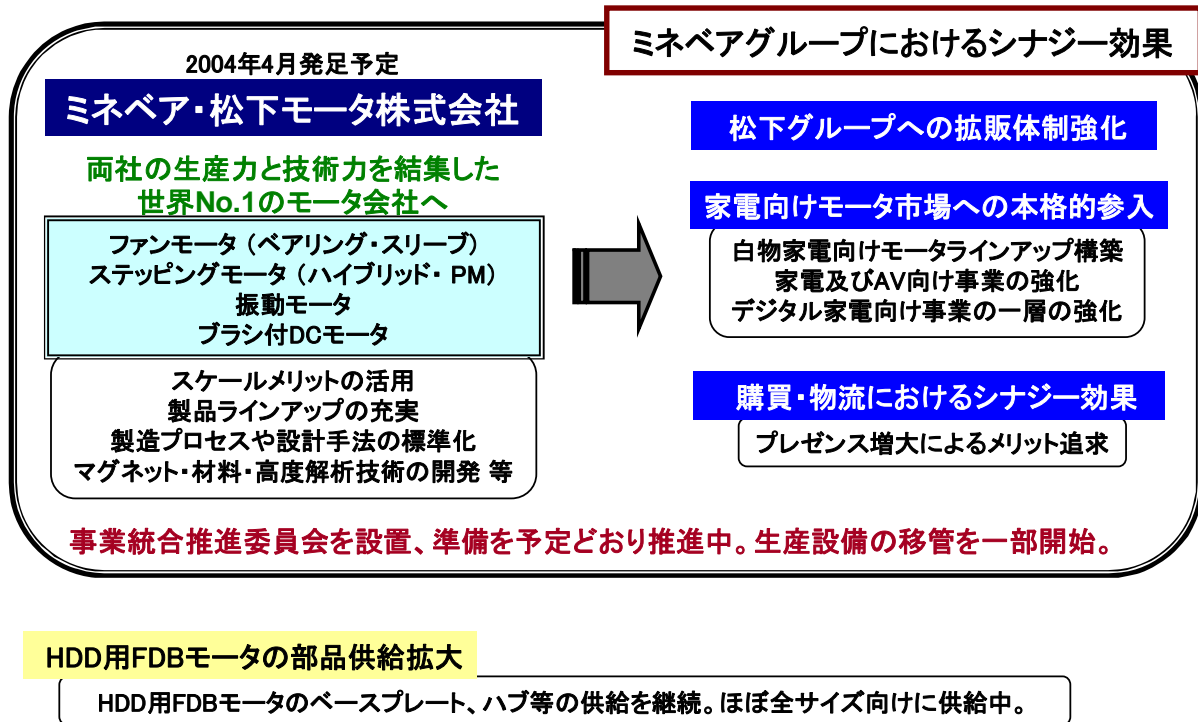 ミネベアグループにおけるシナジー効果
2004年4月発足予定
ミネベア・松下モータ株式会社
両社の生産力と技術力を結集した
世界No.1のモータ会社へ
ファンモータ（ベアリング・スリーブ）
ステッピングモータ（ハイブリッド・PM）
振動モータ
ブラシ付DCモータ
スケールメリットの活用
製品ラインアップの充実
製造プロセスや設計手法の標準化
マグネット・材料・高度解析技術の開発 等
松下グループへの拡販体制強化
家電向けモータ市場への本格的参入
白物家電向けモータラインアップ構築
家電及びAV向け事業の強化
デジタル家電向け事業の一層の強化
購買・物流におけるシナジー効果
プレゼンス増大によるメリット追求
事業統合推進委員会を設置、準備を予定どおり推進中。生産設備の移管を一部開始。
HDD用FDBモータの部品供給拡大
HDD用FDBモータのベースプレート、ハブ等の供給を継続。ほぼ全サイズ向けに供給中。